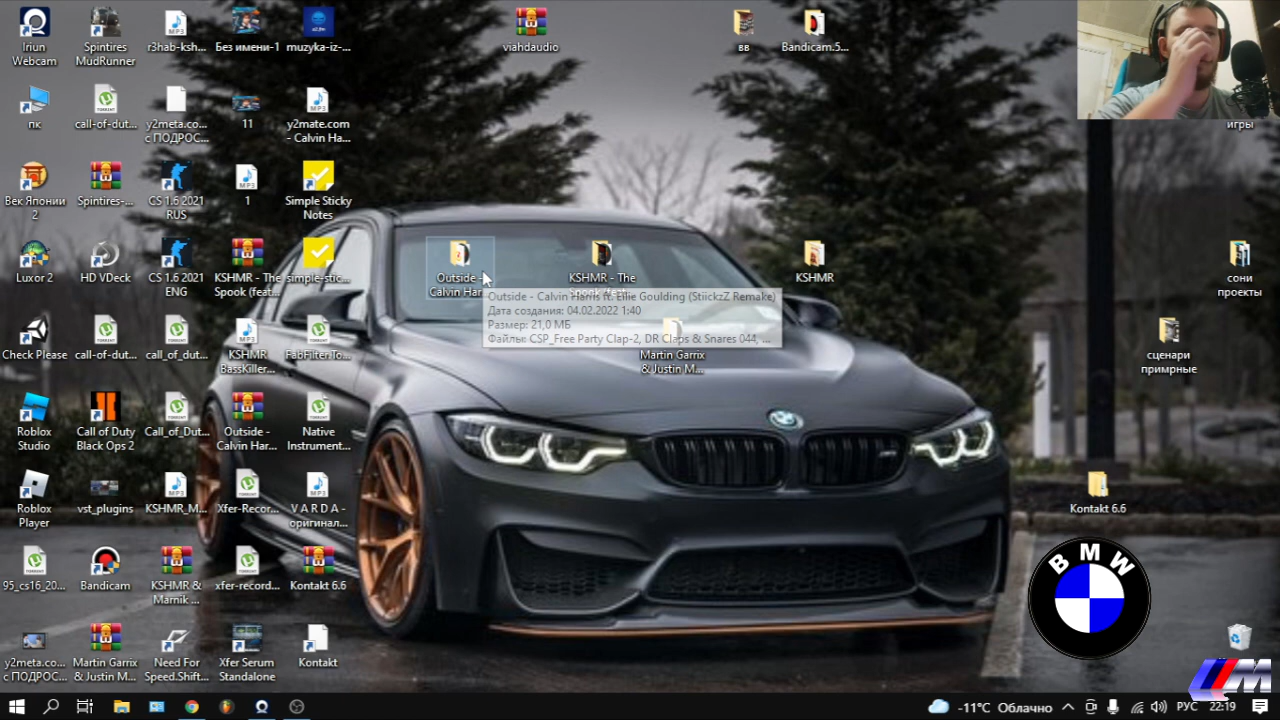 Iriun
Webcam
Spintires
MudRunner
r3hab-ksh...
Без имени-1
muzyka-iz-...
viahdaudio
вв
Bandicam.5...
игры
пк
call-of-dut...
y2meta.co...
с ПОДРОС...
11
y2mate.com
- Calvin Ha...
Век Японии
2
Spintires-...
CS 1.6 2021
RUS
1
Simple Sticky
Notes
Luxor 2
HD VDeck
CS 1.6 2021
ENG
KSHMR - The
Spook (feat...
simple-stic...
Outside -
Calvin Har...
KSHMR - The
KSHMR
сони
проекты
Outside - Calvin Harris ft. Ellie Goulding (StiickzZ Remake)
Дата создания: 04.02.2022 1:40
Размер: 21,0 МБ
Файлы: CSP_Free Party Clap-2, DR Claps & Snares 044, ...
Check Please
call-of-dut...
call_of_dut...
KSHMR
BassKiller...
FabFilter.To...
Martin Garrix
& Justin M...
сценари
примрные
Roblox
Studio
Call of Duty
Black Ops 2
Call_of_Dut...
Outside -
Calvin Har...
Native
Instrument...
Roblox
Player
vst_plugins
KSHMR_M...
Xfer-Recor...
V A R D A -
оригинал...
Kontakt 6.6
95_cs16_20...
Bandicam
KSHMR &
Marnik ...
xfer-record...
Kontakt 6.6
BMW
y2meta.co...
с ПОДРОС...
Martin Garrix
& Justin M...
Need For
Speed.Shift...
Xfer Serum
Standalone
Kontakt
M
-11°C Облачно
РУС
22:19